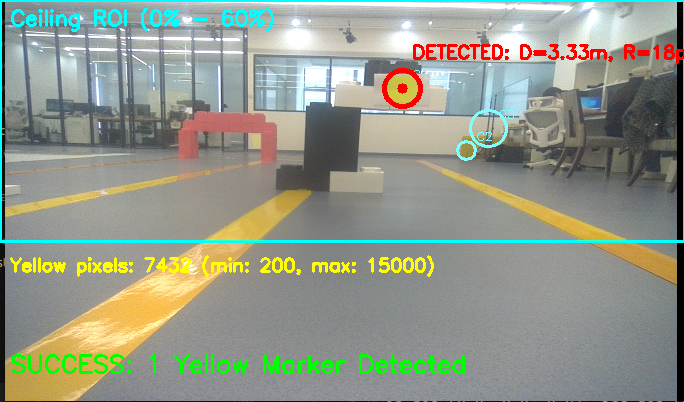 Ceiling ROI (0% - 60%)
DETECTED: D=3.33m, R=18p
C2
Yellow pixels: 7432 (min: 200, max: 15000)
SUCCESS: 1 Yellow Marker Detected